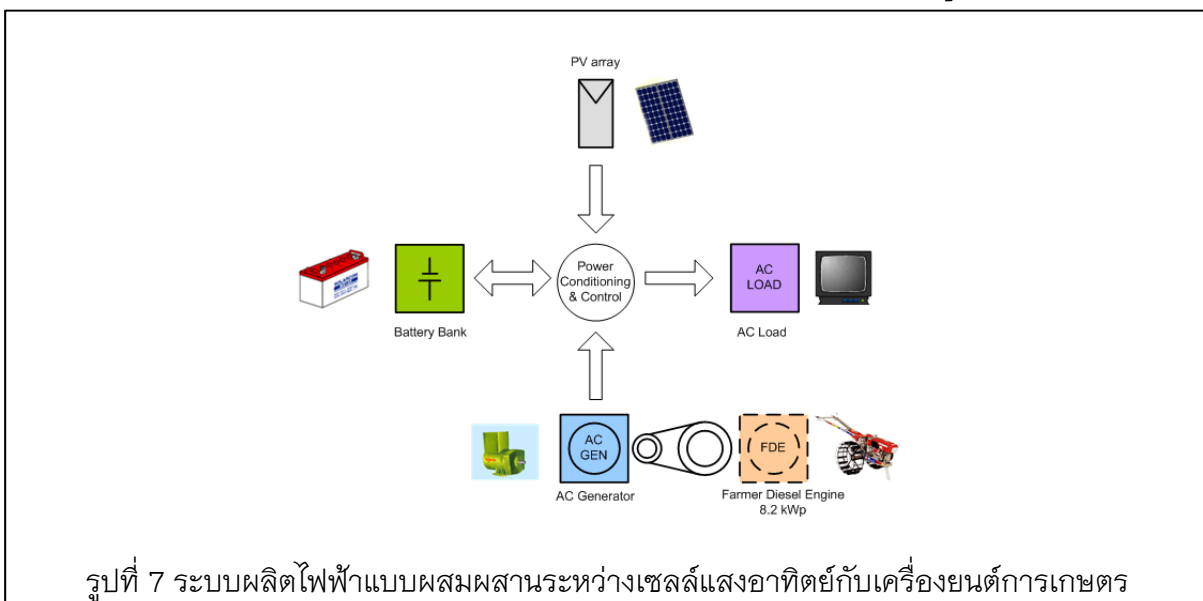 PV array
Power
Conditioning
& Control
Battery Bank
AC
LOAD
AC Load
AC
GEN
AC Generator
FDE
Farmer Diesel Engine
8.2 kWp
รูปที่ 7 ระบบผลิตไฟฟ้าแบบผสมผสานระหว่างเซลล์แสงอาทิตย์กับเครื่องยนต์การเกษตร